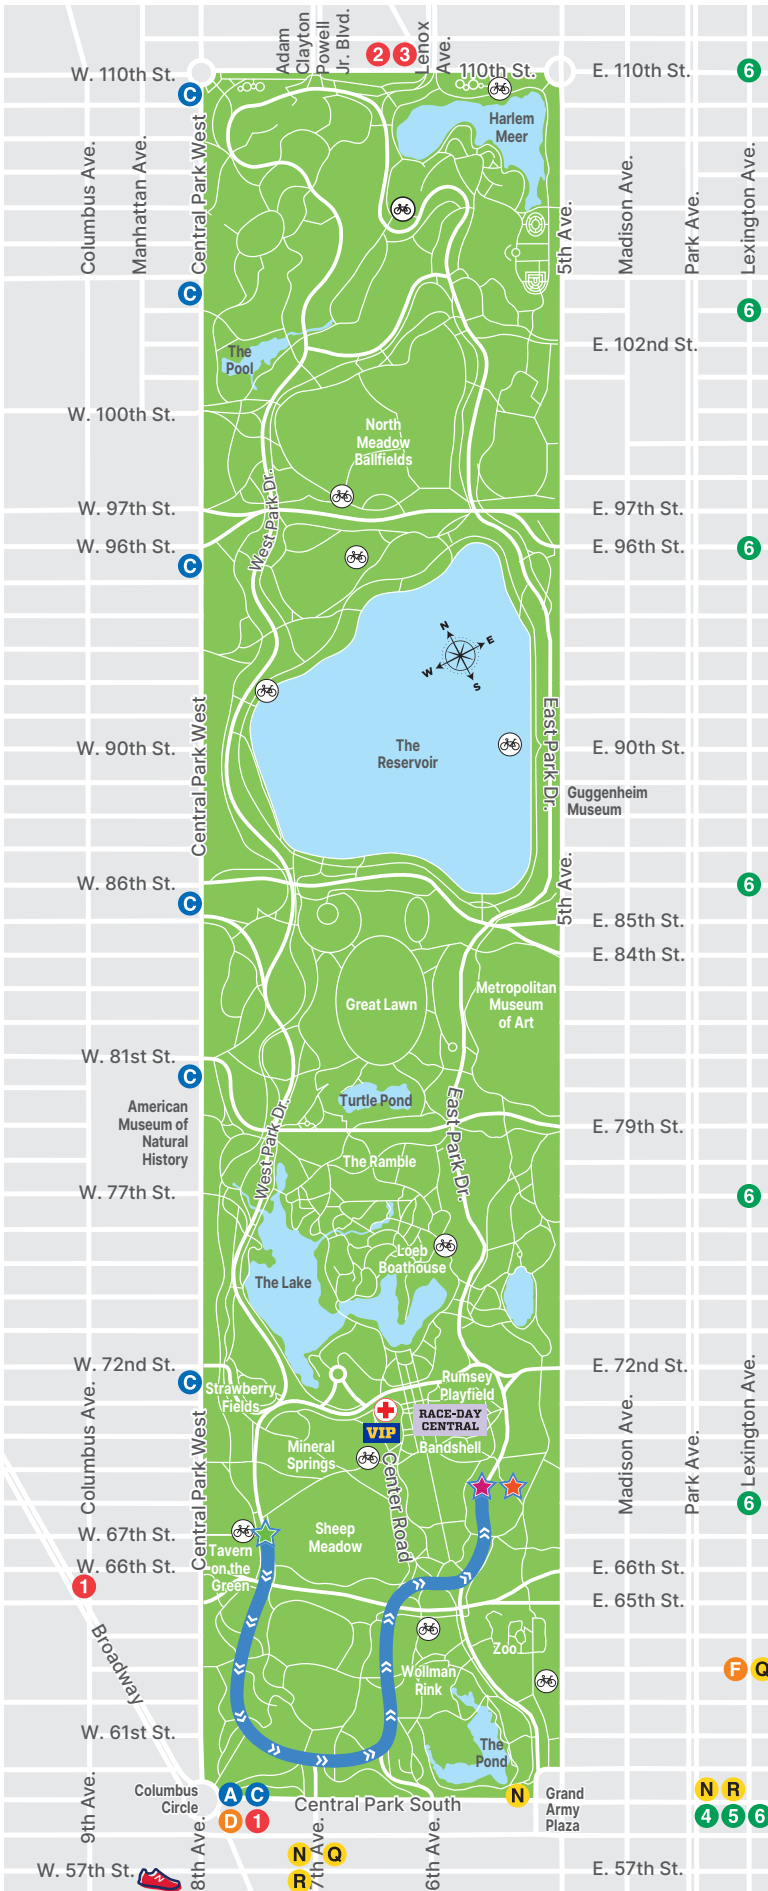 Adam
Clayton
Powell
Jr. Blvd.
2
3
Lenox
Ave.
W. 110th St.
110th St.
E. 110th St.
6
C
Harlem
Meer
Columbus Ave.
Manhattan Ave.
Central Park West
5th Ave.
Madison Ave.
Park Ave.
Lexington Ave.
C
6
The
Pool
E. 102nd St.
W. 100th St.
North
Meadow
Ballfields
W. 97th St.
West Park Dr.
E. 97th St.
W. 96th St.
E. 96th St.
6
C
N
E
W
S
Central Park West
W. 90th St.
The
Reservoir
East Park Dr.
E. 90th St.
Guggenheim
Museum
W. 86th St.
5th Ave.
6
C
E. 85th St.
E. 84th St.
Great Lawn
Metropolitan
Museum
of Art
W. 81st St.
C
American
Museum of
Natural
History
Turtle Pond
West Park Dr.
East Park Dr.
E. 79th St.
The Ramble
W. 77th St.
6
Loeb
Boathouse
The Lake
W. 72nd St.
E. 72nd St.
C
Strawberry
Fields
Rumsey
Playfield
RACE-DAY
CENTRAL
VIP
Bandshell
Mineral
Springs
Center Road
Columbus Ave.
Central Park West
Madison Ave.
Park Ave.
Lexington Ave.
6
W. 67th St.
Sheep
Meadow
Tavern
on the
Green
W. 66th St.
E. 66th St.
1
E. 65th St.
Broadway
Zoo
Wollman
Rink
F
Q
W. 61st St.
The
Pond
Columbus
Circle
A
C
D
1
Central Park South
N
Grand
Army
Plaza
N
R
4
5
6
9th Ave.
8th Ave.
7th Ave.
6th Ave.
N
Q
R
W. 57th St.
N
E. 57th St.